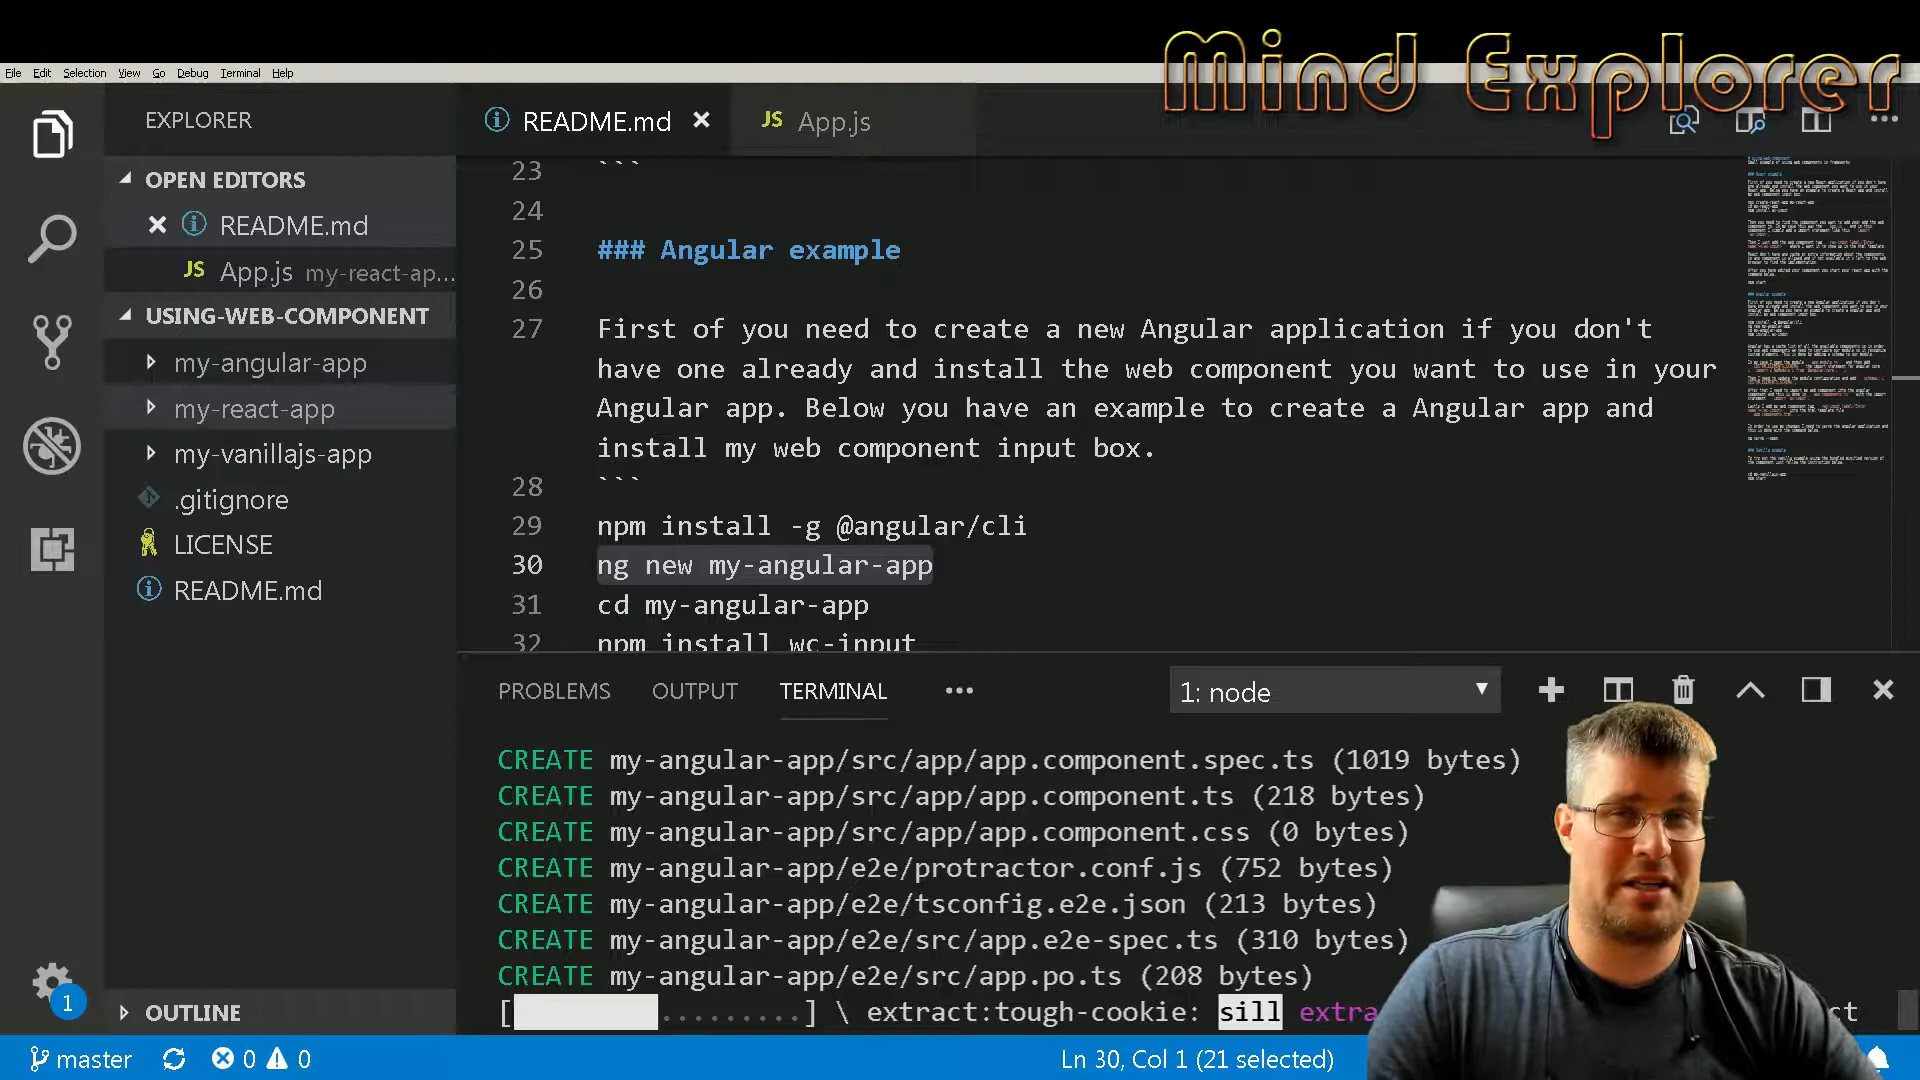 Mind Explorer
File Edit Selection View Go Debug Terminal Help
EXPLORER
OPEN EDITORS
README.md
JS App.js my-react-ap...
USING-WEB-COMPONENT
my-angular-app
my-react-app
my-vanillajs-app
.gitignore
LICENSE
README.md
OUTLINE
1
README.md
JS App.js
23 ```
24
25 ### Angular example
26
27 First of you need to create a new Angular application if you don't
have one already and install the web component you want to use in your
Angular app. Below you have an example to create a Angular app and
install my web component input box.
28 ```
29 npm install -g @angular/cli
30 ng new my-angular-app
31 cd my-angular-app
32 npm install wc-input
PROBLEMS OUTPUT TERMINAL ... 1: node
CREATE my-angular-app/src/app/app.component.spec.ts (1019 bytes)
CREATE my-angular-app/src/app/app.component.ts (218 bytes)
CREATE my-angular-app/src/app/app.component.css (0 bytes)
CREATE my-angular-app/e2e/protractor.conf.js (752 bytes)
CREATE my-angular-app/e2e/tsconfig.e2e.json (213 bytes)
CREATE my-angular-app/e2e/src/app.e2e-spec.ts (310 bytes)
CREATE my-angular-app/e2e/src/app.po.ts (208 bytes)
[ .........] \ extract:tough-cookie: sill extra ct
master 0 0 Ln 30, Col 1 (21 selected)